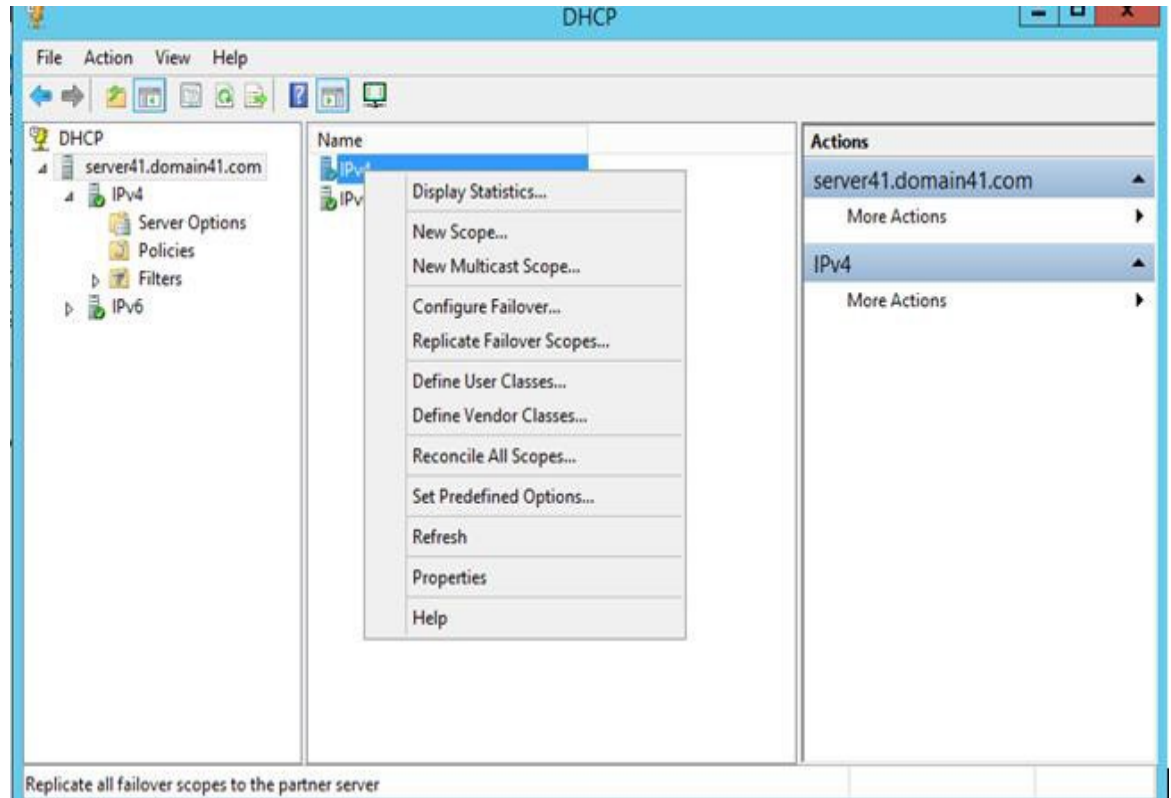 DHCP
File Action View Help
DHCP
server41.domain41.com
IPv4
Server Options
Policies
Filters
IPv6
Name
IPv4
IPv
Display Statistics...
New Scope...
New Multicast Scope...
Configure Failover...
Replicate Failover Scopes...
Define User Classes...
Define Vendor Classes...
Reconcile All Scopes...
Set Predefined Options...
Refresh
Properties
Help
Actions
server41.domain41.com
More Actions
IPv4
More Actions
Replicate all failover scopes to the partner server